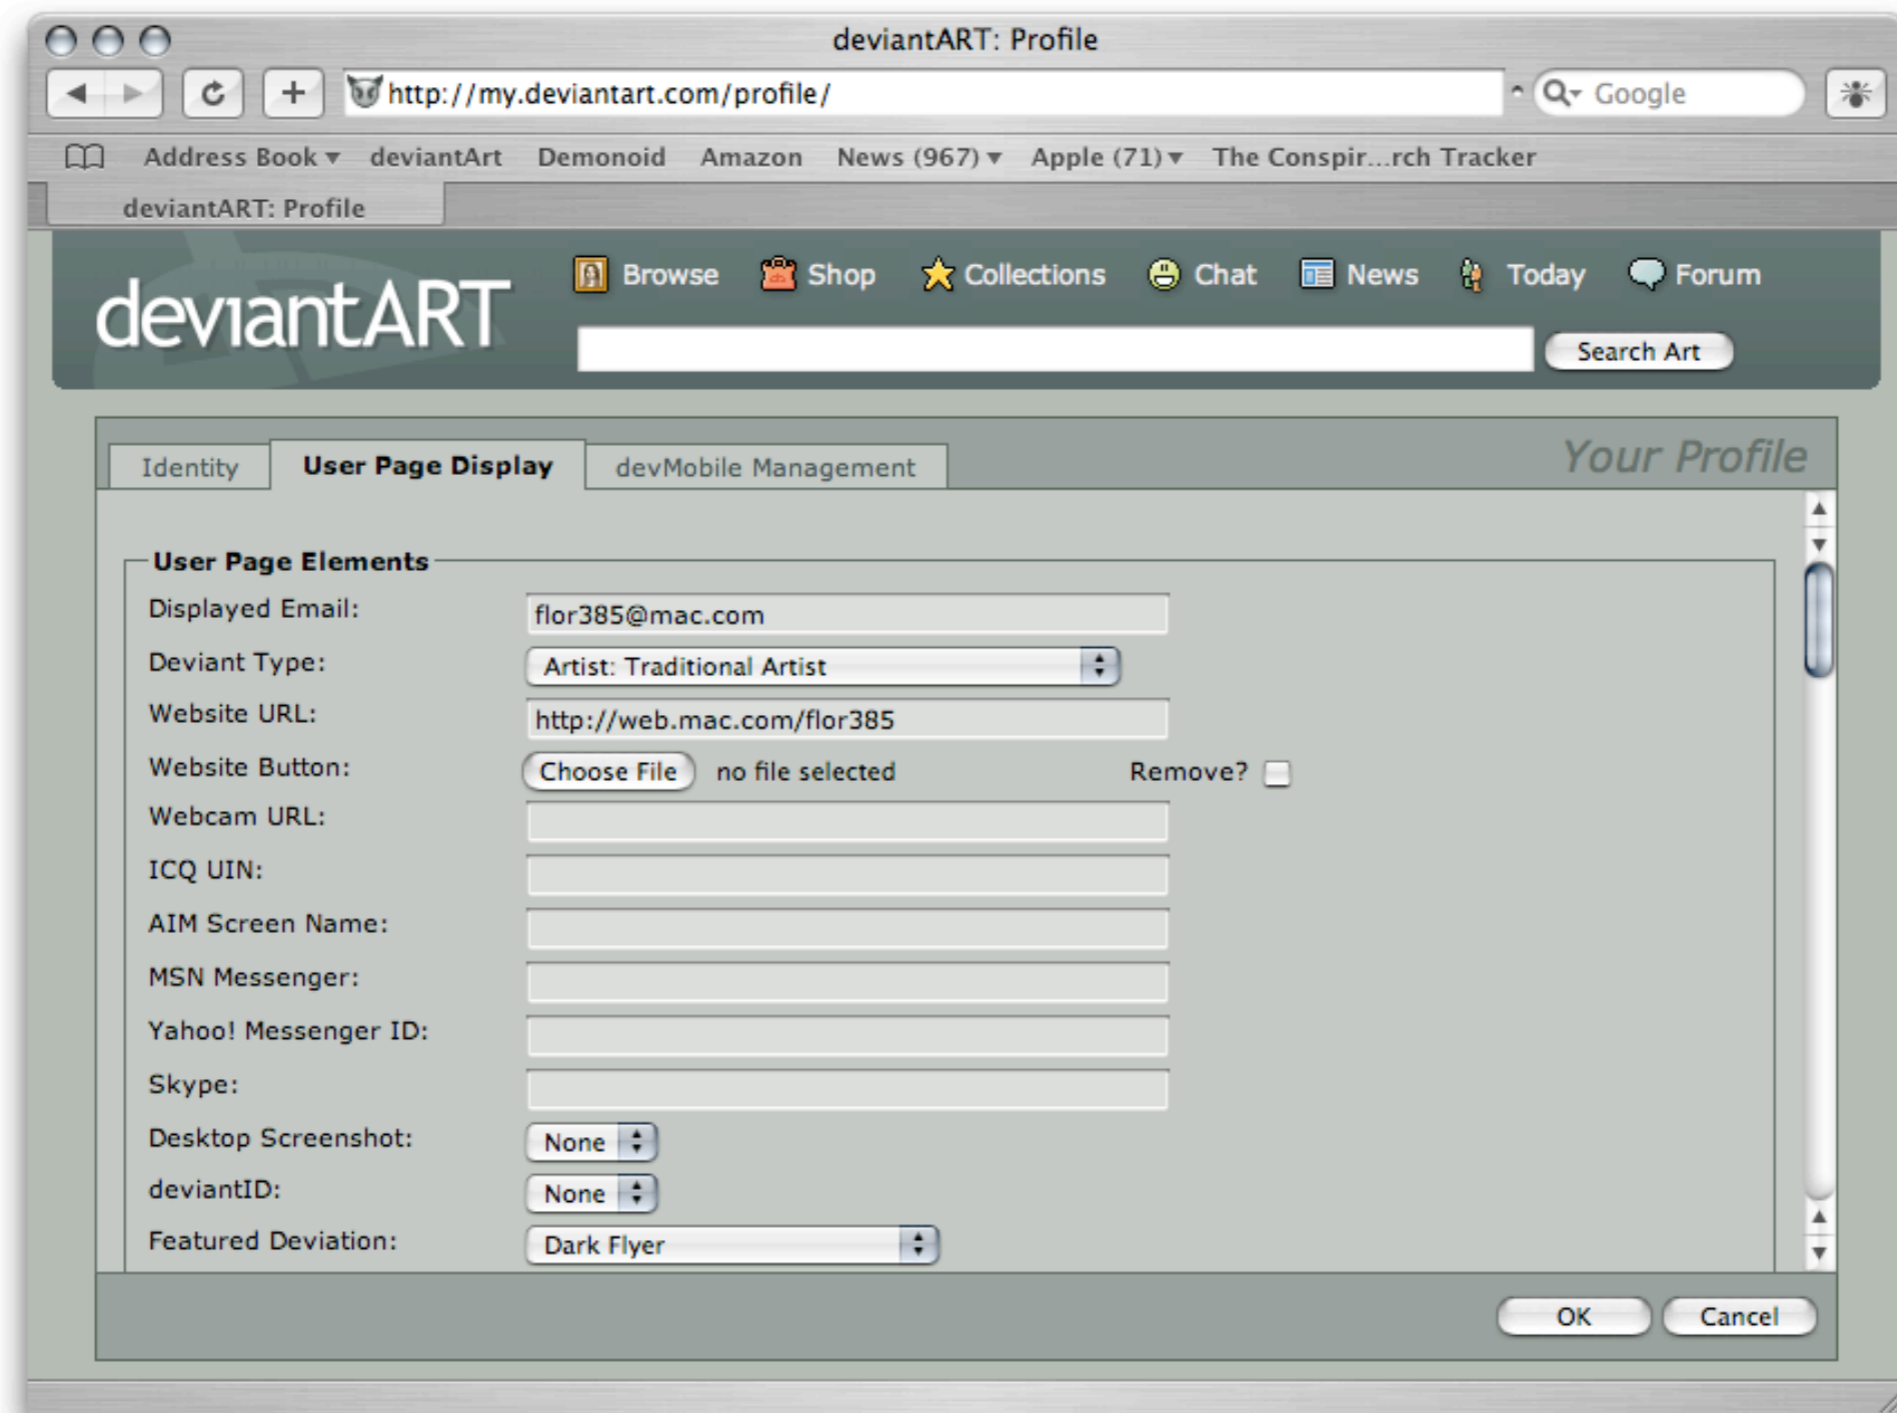 deviantART: Profile
http://my.deviantart.com/profile/ Google
Address Book deviantArt Demonoid Amazon News (967) Apple (71) The Conspir...rch Tracker
deviantART: Profile
Browse Shop Collections Chat News Today Forum
deviantART
Search Art
Identity User Page Display devMobile Management Your Profile
User Page Elements
Displayed Email: flor385@mac.com
Deviant Type: Artist: Traditional Artist
Website URL: http://web.mac.com/flor385
Website Button: Choose File no file selected Remove?
Webcam URL:
ICQ UIN:
AIM Screen Name:
MSN Messenger:
Yahoo! Messenger ID:
Skype:
Desktop Screenshot: None
deviantID: None
Featured Deviation: Dark Flyer
OK Cancel